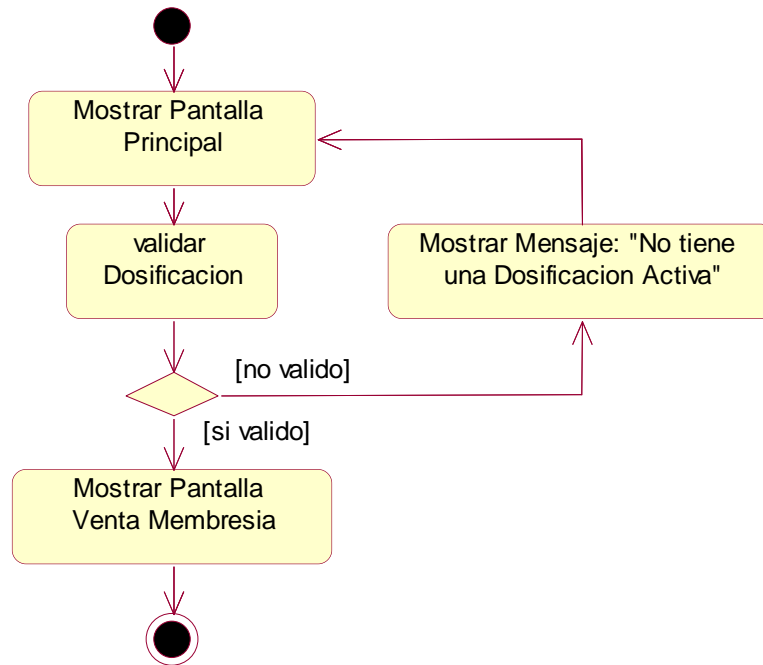 Mostrar Pantalla
Principal
validar
Dosificacion
Mostrar Mensaje: "No tiene
una Dosificacion Activa"
[no valido]
[si valido]
Mostrar Pantalla
Venta Membresia